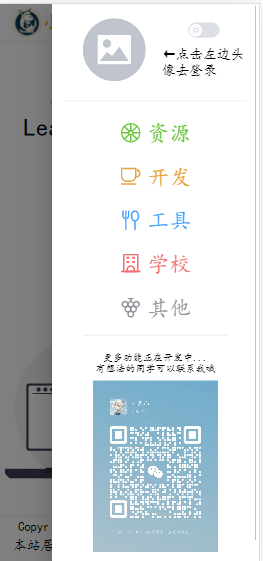 ←点击左边头
像去登录
Lea
资源
开发
工具
学校
其他
更多功能正在开发中...
有想法的同学可以联系我哦
Copyr
本站居